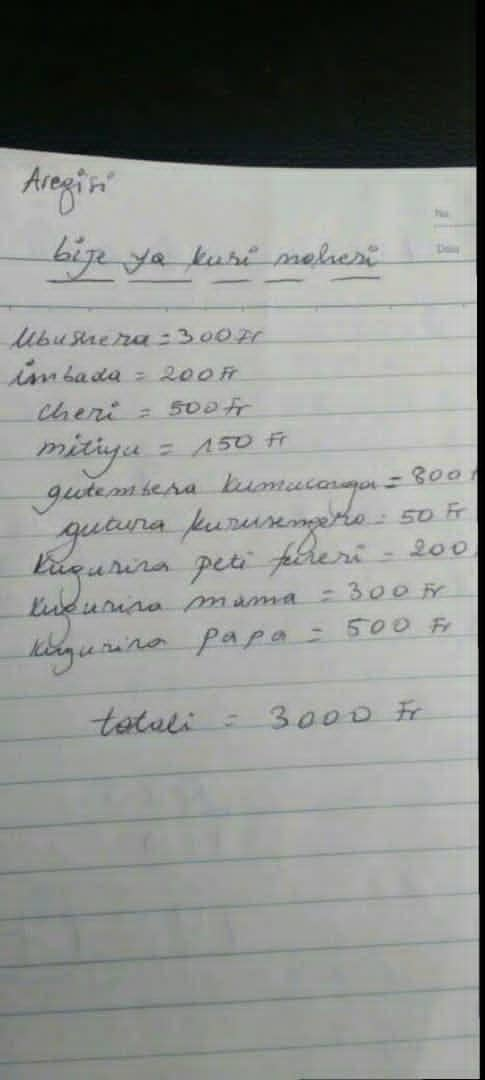 Aregisi
No.
Date
bije ya kuri noheri
Ubushera = 300 Fr
imbada = 200 Fr
cheri = 500 Fr
mitiyu = 150 Fr
gutembera kumucanga = 800 F
gutura kurusengero = 50 Fr
kugurira peti fureri = 200
kugurira mama = 300 Fr
kugurira papa = 500 Fr
totali = 3000 Fr